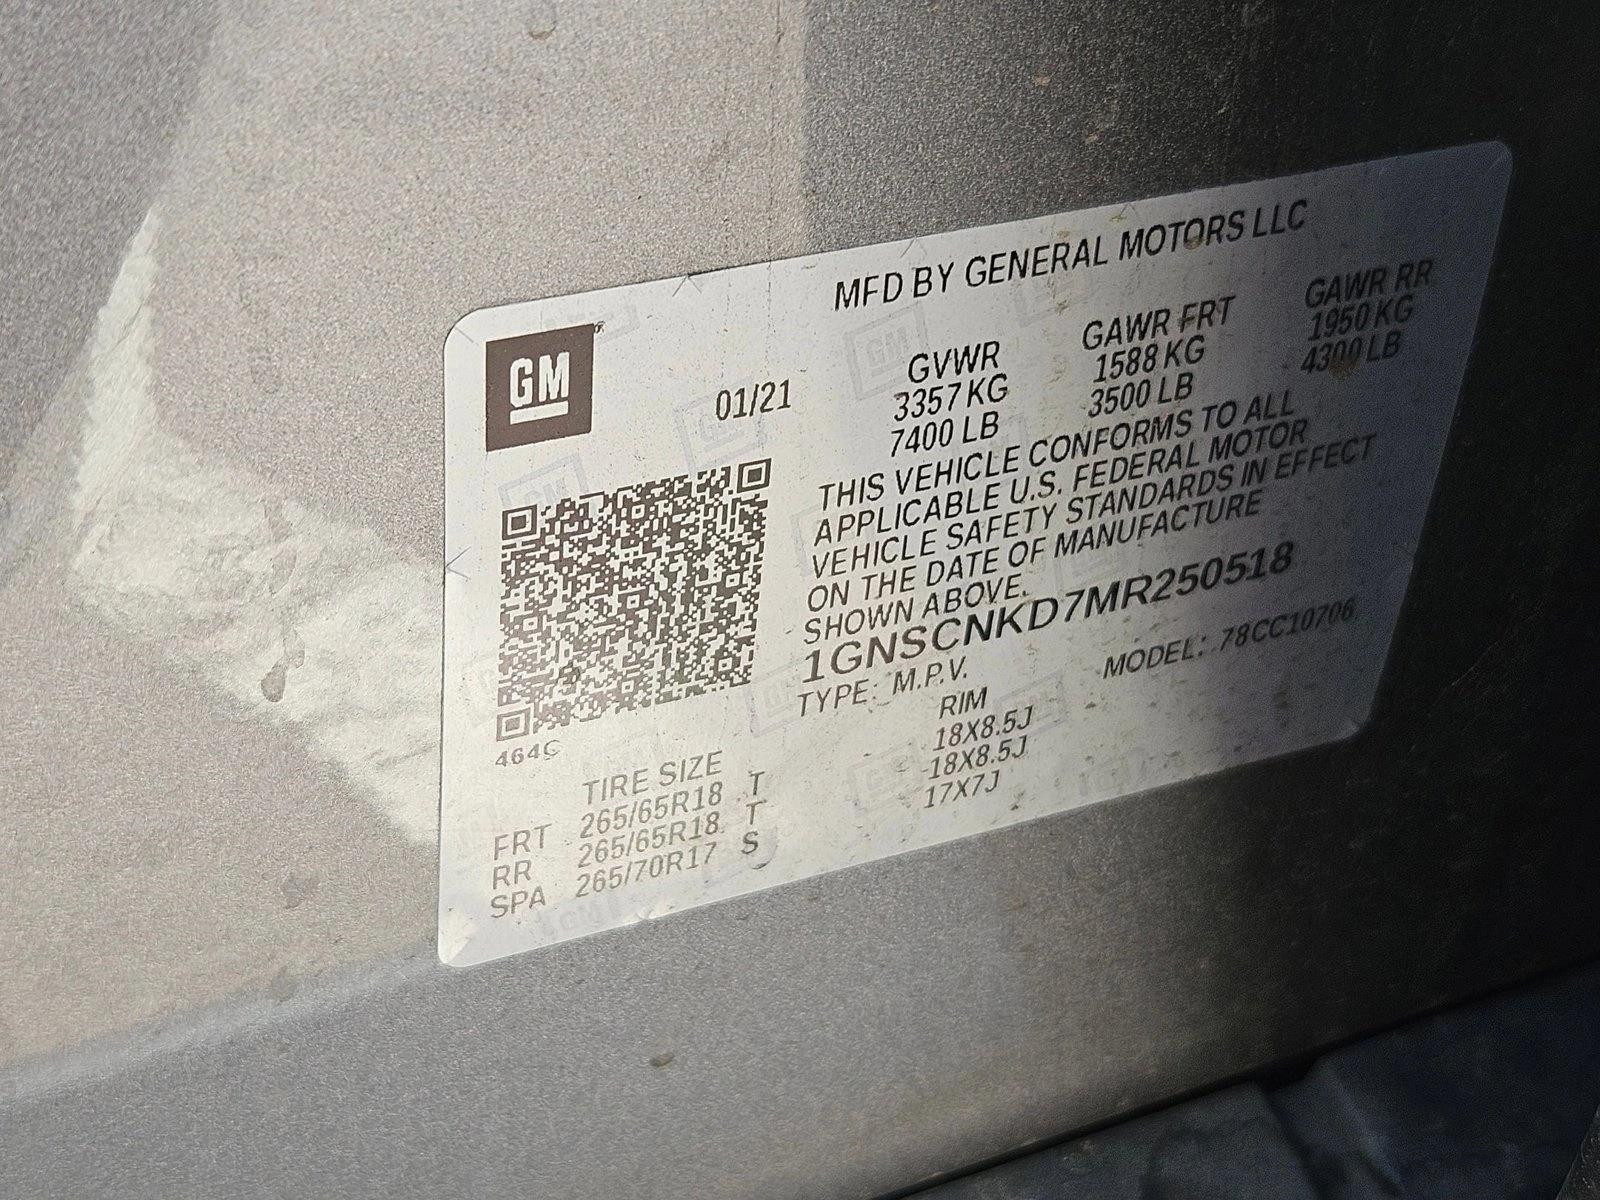 MFD BY GENERAL MOTORS LLC
GM
01/21
GVWR GAWR FRT GAWR RR
3357 KG 1588 KG 1950 KG
7400 LB 3500 LB 4300 LB
THIS VEHICLE CONFORMS TO ALL
APPLICABLE U.S. FEDERAL MOTOR
VEHICLE SAFETY STANDARDS IN EFFECT
ON THE DATE OF MANUFACTURE
SHOWN ABOVE.
1GNSCNKD7MR250518
TYPE: M.P.V. MODEL: 78CC10706
464C
TIRE SIZE RIM
FRT 265/65R18 T 18X8.5J
RR 265/65R18 T 18X8.5J
SPA 265/70R17 S 17X7J